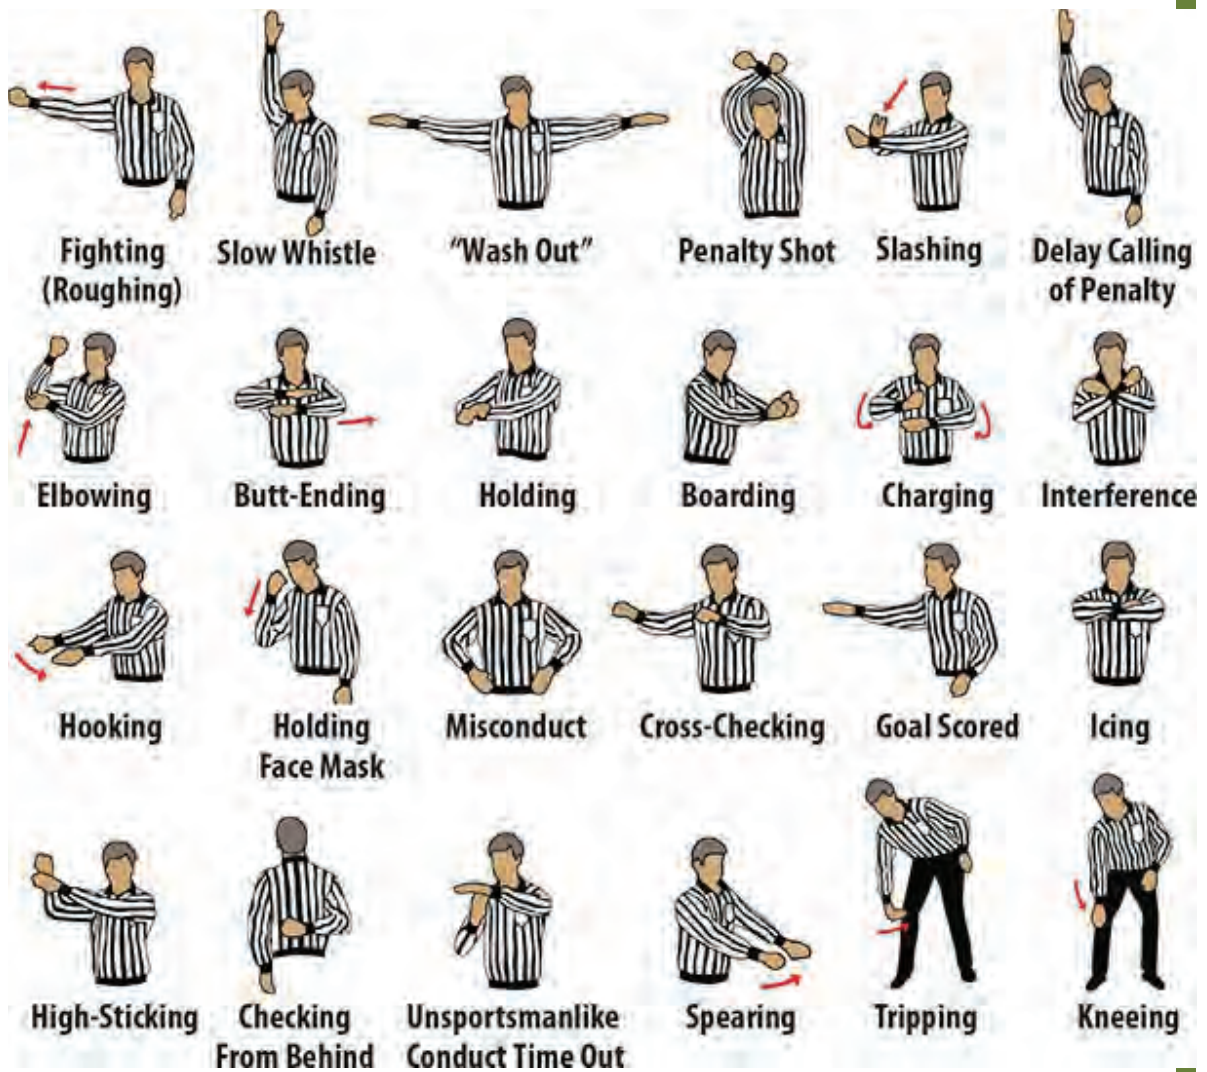 Fighting
(Roughing)
Slow Whistle
“Wash Out”
Penalty Shot
Slashing
Delay Calling
of Penalty
Elbowing
Butt-Ending
Holding
Boarding
Charging
Interference
Hooking
Holding
Face Mask
Misconduct
Cross-Checking
Goal Scored
Icing
High-Sticking
Checking
From Behind
Unsportsmanlike
Conduct Time Out
Spearing
Tripping
Kneeing